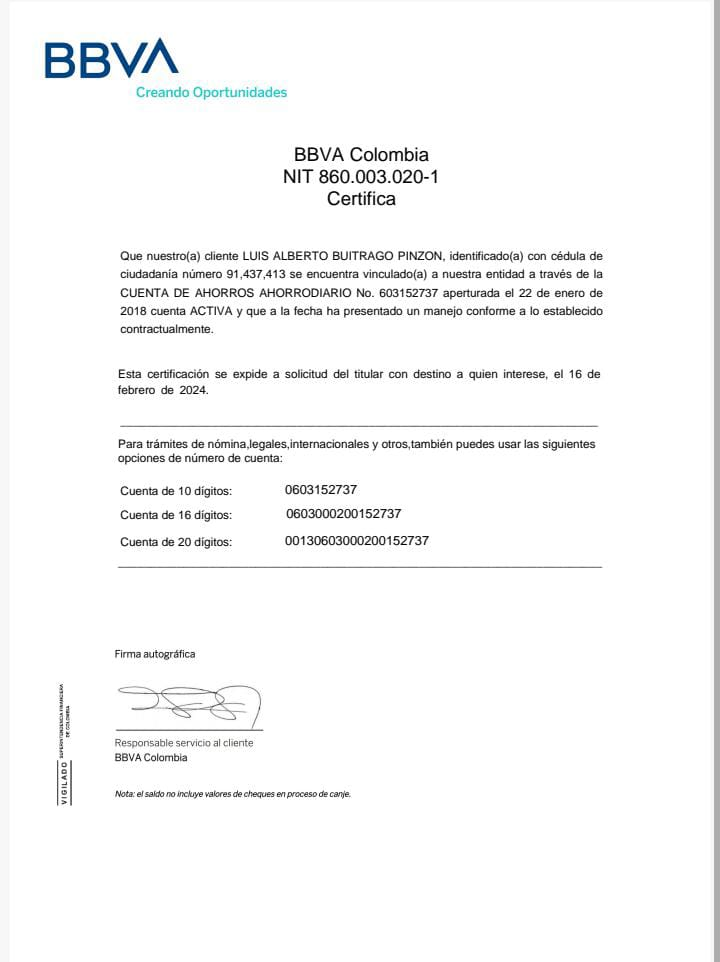 BBVA
Creando Oportunidades
BBVA Colombia
NIT 860.003.020-1
Certifica
Que nuestro(a) cliente LUIS ALBERTO BUITRAGO PINZON, identificado(a) con cédula de
ciudadanía número 91,437,413 se encuentra vinculado(a) a nuestra entidad a través de la
CUENTA DE AHORROS AHORRODIARIO No. 603152737 aperturada el 22 de enero de
2018 cuenta ACTIVA y que a la fecha ha presentado un manejo conforme a lo establecido
contractualmente.
Esta certificación se expide a solicitud del titular con destino a quien interese, el 16 de
febrero de 2024.
Para trámites de nómina,legales,internacionales y otros,también puedes usar las siguientes
opciones de número de cuenta:
Cuenta de 10 dígitos: 0603152737
Cuenta de 16 dígitos: 0603000200152737
Cuenta de 20 dígitos: 00130603000200152737
Firma autográfica
Responsable servicio al cliente
BBVA Colombia
Nota: el saldo no incluye valores de cheques en proceso de canje.
VIGILADO SUPERINTENDENCIA FINANCIERA
DE COLOMBIA